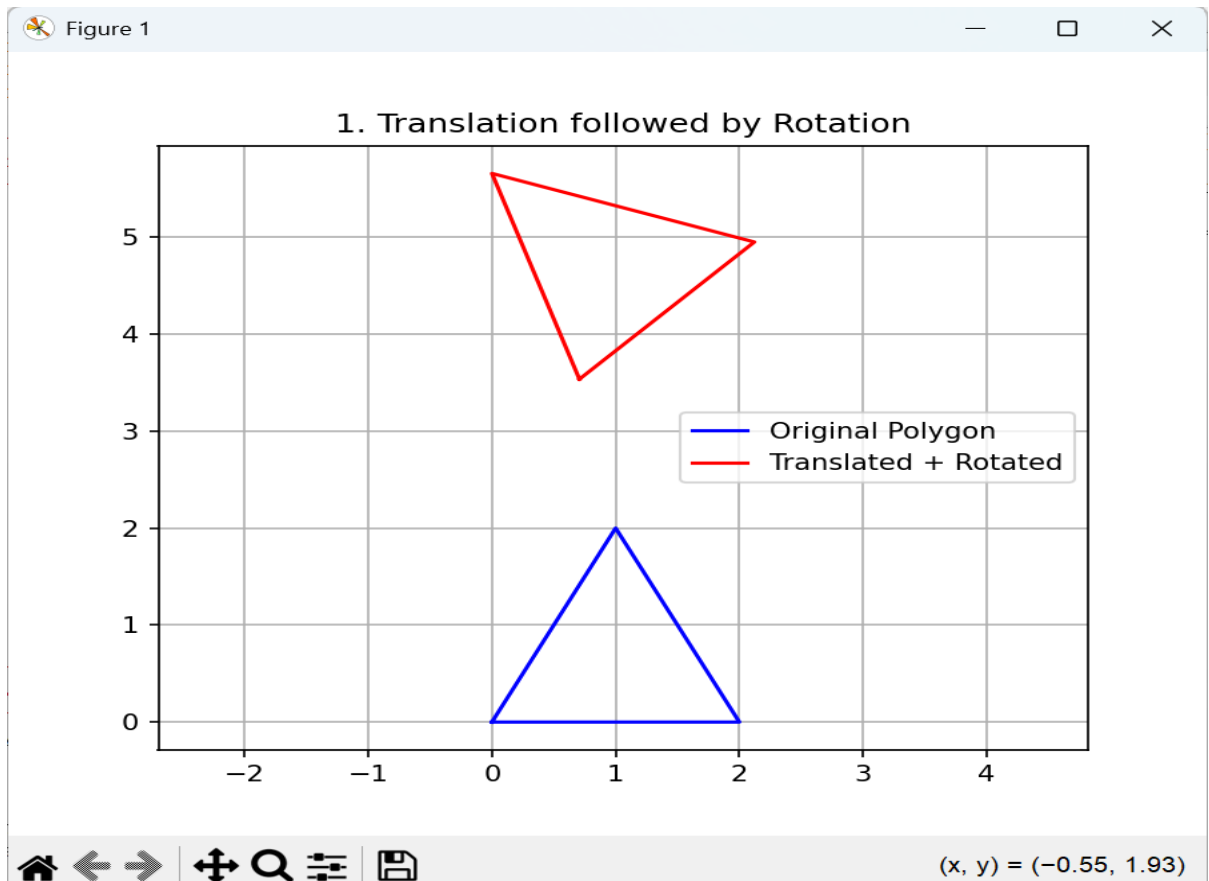 Figure 1
1. Translation followed by Rotation
5
4
3
Original Polygon
Translated + Rotated
2
1
0
−2 −1 0 1 2 3 4
(x, y) = (−0.55, 1.93)